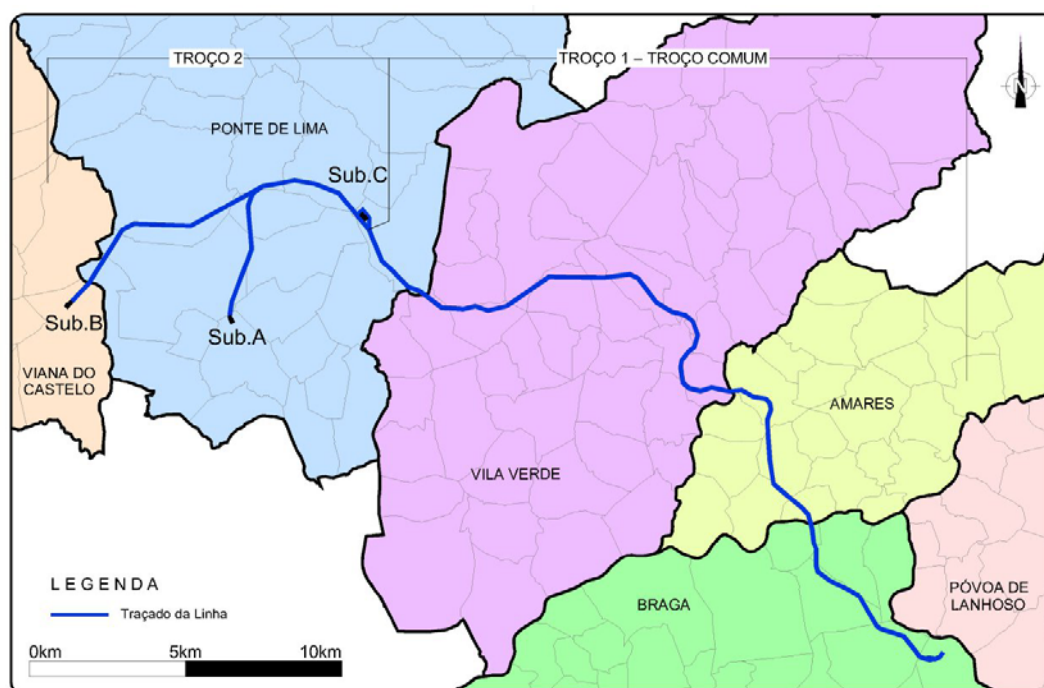 TROÇO 2
TROÇO 1 – TROÇO COMUM
N
PONTE DE LIMA
Sub.C
Sub.B
Sub.A
VIANA DO
CASTELO
AMARES
VILA VERDE
LEGENDA
Traçado da Linha
BRAGA
PÓVOA DE
LANHOSO
0km
5km
10km